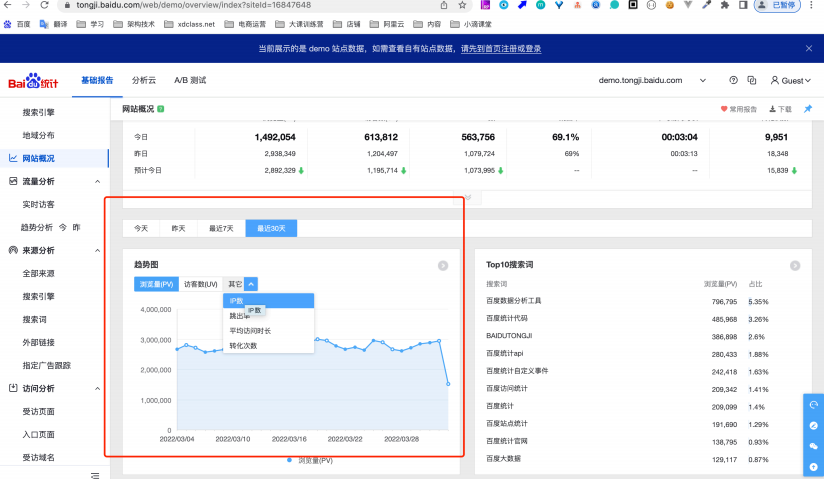 tongji.baidu.com/web/demo/overview/index?siteId=16847648
已暂停
百度 翻译 学习 架构技术 xdclass.net 电商运营 大课训练营 店铺 阿里云 内容 小滴课堂
当前展示的是 demo 站点数据，如需查看自有站点数据，请先到首页注册或登录
Bai du 统计 基础报告 分析云 A/B 测试 demo.tongji.baidu.com Guest
搜索引擎
地域分布
网站概况
流量分析
实时访客
趋势分析 今 昨
来源分析
全部来源
搜索引擎
搜索词
外部链接
指定广告跟踪
访问分析
受访页面
入口页面
受访域名
网站概况 常用报告 下载
今日 1,492,054 613,812 563,756 69.1% 00:03:04 9,951
昨日 2,938,349 1,204,497 1,079,724 69% 00:03:13 18,348
预计今日 2,892,329 1,195,714 1,073,995 -- -- 15,839
今天 昨天 最近7天 最近30天
趋势图
浏览量(PV) 访客数(UV) 其它
IP数
IP数
跳出率
平均访问时长
转化次数
4,000,000
3,000,000
2,000,000
1,000,000
0
2022/03/04 2022/03/10 2022/03/16 2022/03/22 2022/03/28
浏览量(PV)
Top10搜索词
搜索词 浏览量(PV) 占比
百度数据分析工具 796,795 5.35%
百度统计代码 485,968 3.26%
BAIDUTONGJI 386,898 2.6%
百度统计api 280,433 1.88%
百度统计自定义事件 242,418 1.63%
百度访问统计 209,342 1.41%
百度统计 209,099 1.4%
百度站点统计 191,690 1.29%
百度统计官网 138,795 0.93%
百度大数据 129,117 0.87%